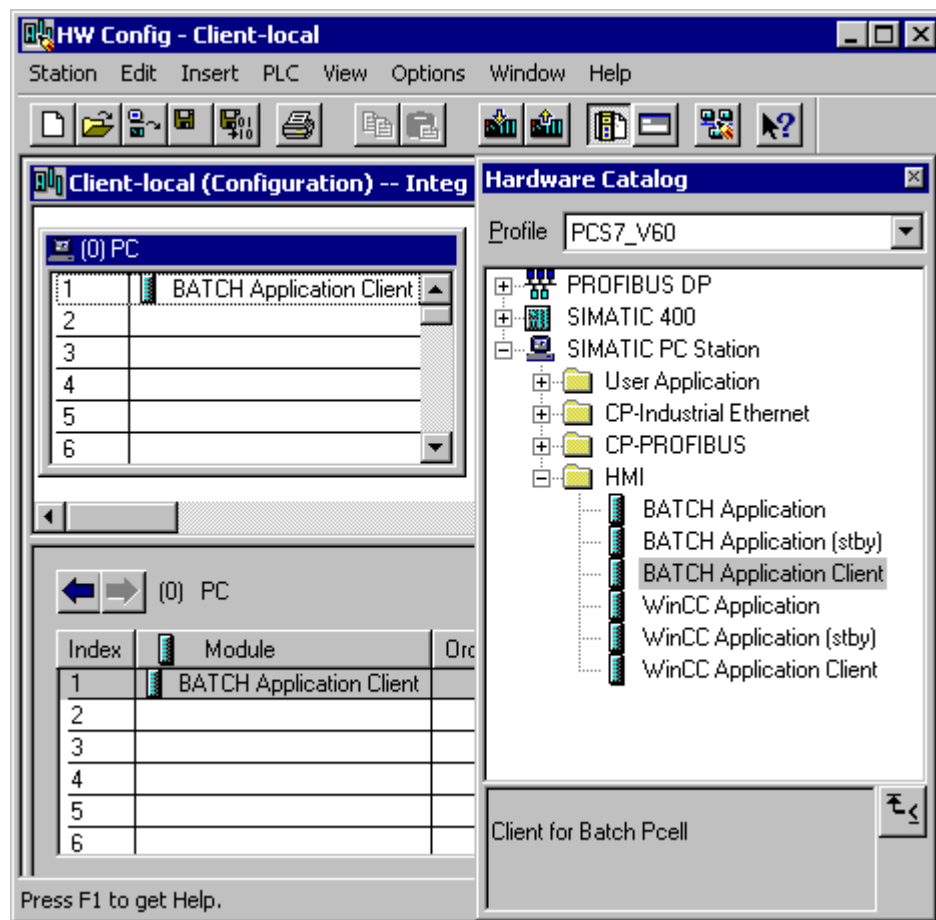 HW Config - Client-local
Station Edit Insert PLC View Options Window Help
Client-local (Configuration) -- Integ
(0) PC
1 BATCH Application Client
2
3
4
5
6
(0) PC
Index Module Orc
1 BATCH Application Client
2
3
4
5
6
Hardware Catalog
Profile PCS7_V60
PROFIBUS DP
SIMATIC 400
SIMATIC PC Station
User Application
CP-Industrial Ethernet
CP-PROFIBUS
HMI
BATCH Application
BATCH Application (stby)
BATCH Application Client
WinCC Application
WinCC Application (stby)
WinCC Application Client
Client for Batch Pcell
Press F1 to get Help.